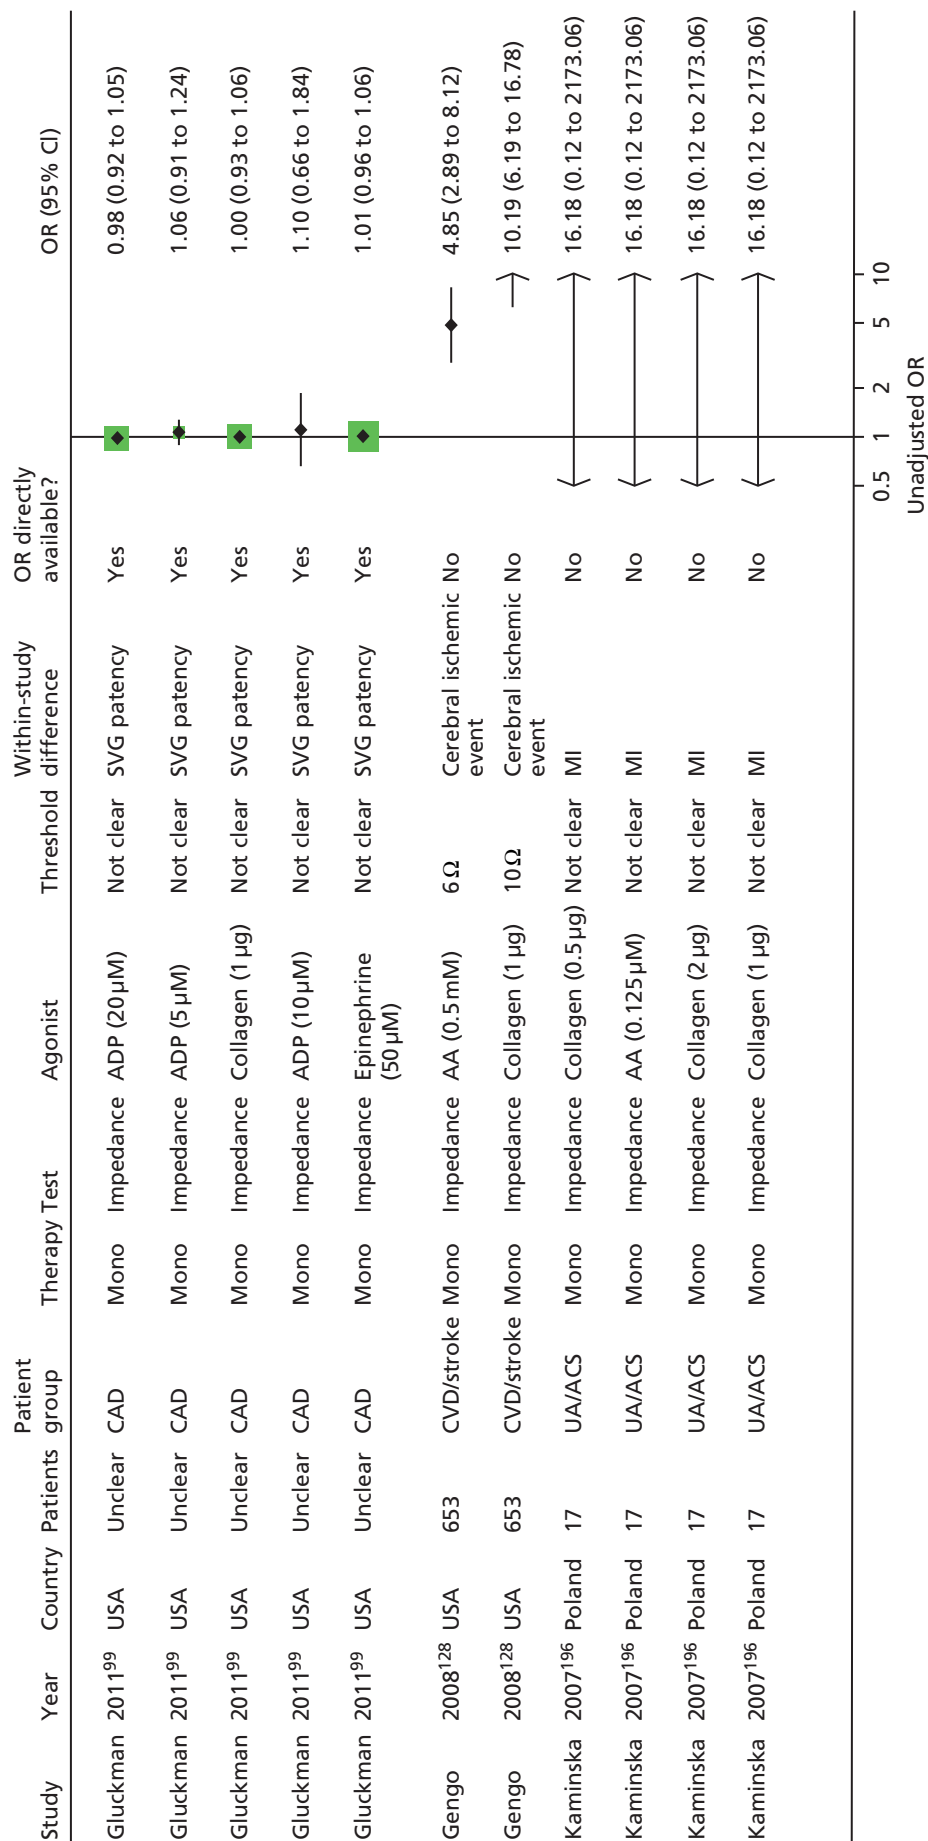 Study Year Country Patients Patient group Therapy Test Agonist Threshold Within-study difference OR directly available? OR (95% CI)
Gluckman 2011⁹⁹ USA Unclear CAD Mono Impedance ADP (20 µM) Not clear SVG patency Yes 0.98 (0.92 to 1.05)
Gluckman 2011⁹⁹ USA Unclear CAD Mono Impedance ADP (5 µM) Not clear SVG patency Yes 1.06 (0.91 to 1.24)
Gluckman 2011⁹⁹ USA Unclear CAD Mono Impedance Collagen (1 µg) Not clear SVG patency Yes 1.00 (0.93 to 1.06)
Gluckman 2011⁹⁹ USA Unclear CAD Mono Impedance ADP (10 µM) Not clear SVG patency Yes 1.10 (0.66 to 1.84)
Gluckman 2011⁹⁹ USA Unclear CAD Mono Impedance Epinephrine (50 µM) Not clear SVG patency Yes 1.01 (0.96 to 1.06)
Gengo 2008¹²⁸ USA 653 CVD/stroke Mono Impedance AA (0.5 mM) 6 Ω Cerebral ischemic event No 4.85 (2.89 to 8.12)
Gengo 2008¹²⁸ USA 653 CVD/stroke Mono Impedance Collagen (1 µg) 10 Ω Cerebral ischemic event No 10.19 (6.19 to 16.78)
Kaminska 2007¹⁹⁶ Poland 17 UA/ACS Mono Impedance Collagen (0.5 µg) Not clear MI No 16.18 (0.12 to 2173.06)
Kaminska 2007¹⁹⁶ Poland 17 UA/ACS Mono Impedance AA (0.125 µM) Not clear MI No 16.18 (0.12 to 2173.06)
Kaminska 2007¹⁹⁶ Poland 17 UA/ACS Mono Impedance Collagen (2 µg) Not clear MI No 16.18 (0.12 to 2173.06)
Kaminska 2007¹⁹⁶ Poland 17 UA/ACS Mono Impedance Collagen (1 µg) Not clear MI No 16.18 (0.12 to 2173.06)
0.5 1 2 5 10
Unadjusted OR